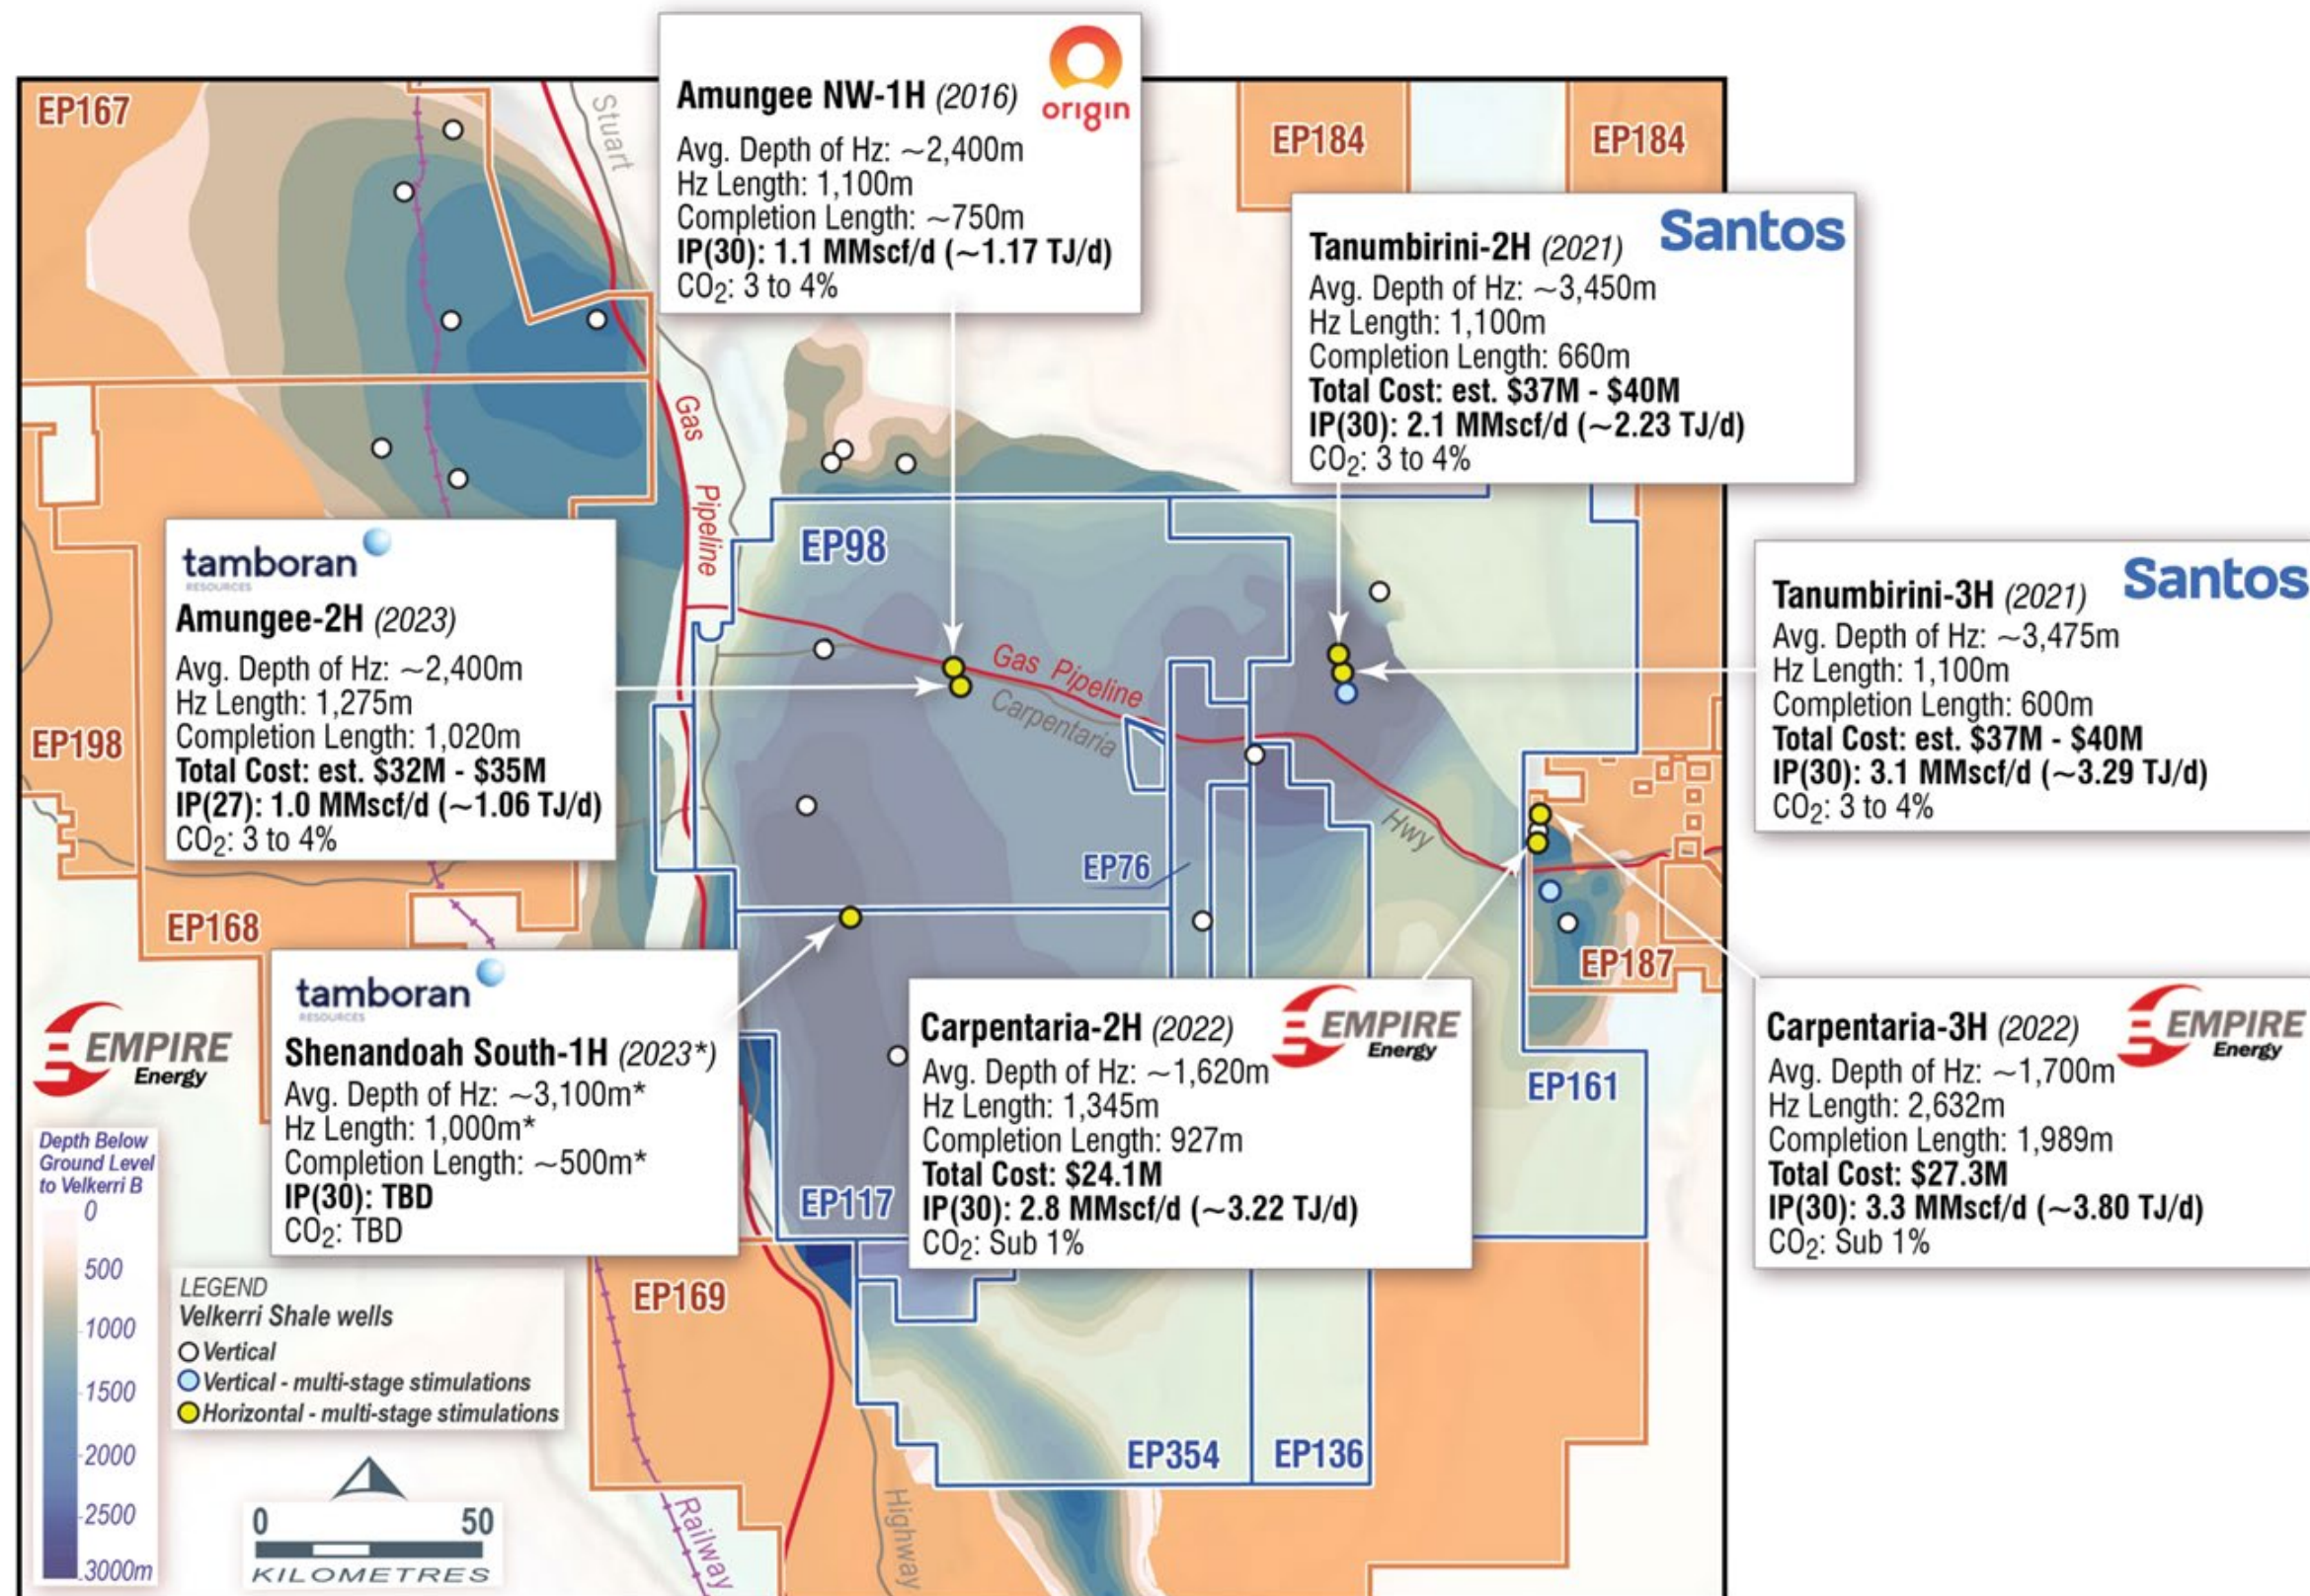 Amungee NW-1H (2016)
origin
Avg. Depth of Hz: ~2,400m
Hz Length: 1,100m
Completion Length: ~750m
IP(30): 1.1 MMscf/d (~1.17 TJ/d)
CO₂: 3 to 4%
EP167
Stuart
EP184
EP184
Tanumbirini-2H (2021)
Santos
Avg. Depth of Hz: ~3,450m
Hz Length: 1,100m
Completion Length: 660m
Total Cost: est. $37M - $40M
IP(30): 2.1 MMscf/d (~2.23 TJ/d)
CO₂: 3 to 4%
Gas Pipeline
EP98
tamboran
RESOURCES
Amungee-2H (2023)
Avg. Depth of Hz: ~2,400m
Hz Length: 1,275m
Completion Length: 1,020m
Total Cost: est. $32M - $35M
IP(27): 1.0 MMscf/d (~1.06 TJ/d)
CO₂: 3 to 4%
Gas Pipeline
Carpentaria
Hwy
Tanumbirini-3H (2021)
Santos
Avg. Depth of Hz: ~3,475m
Hz Length: 1,100m
Completion Length: 600m
Total Cost: est. $37M - $40M
IP(30): 3.1 MMscf/d (~3.29 TJ/d)
CO₂: 3 to 4%
EP198
EP76
EP168
EP187
EMPIRE
Energy
tamboran
RESOURCES
Shenandoah South-1H (2023*)
Avg. Depth of Hz: ~3,100m*
Hz Length: 1,000m*
Completion Length: ~500m*
IP(30): TBD
CO₂: TBD
Carpentaria-2H (2022)
EMPIRE
Energy
Avg. Depth of Hz: ~1,620m
Hz Length: 1,345m
Completion Length: 927m
Total Cost: $24.1M
IP(30): 2.8 MMscf/d (~3.22 TJ/d)
CO₂: Sub 1%
Carpentaria-3H (2022)
EMPIRE
Energy
Avg. Depth of Hz: ~1,700m
Hz Length: 2,632m
Completion Length: 1,989m
Total Cost: $27.3M
IP(30): 3.3 MMscf/d (~3.80 TJ/d)
CO₂: Sub 1%
EP161
EP117
Depth Below
Ground Level
to Velkerri B
0
500
1000
1500
2000
2500
3000m
LEGEND
Velkerri Shale wells
Vertical
Vertical - multi-stage stimulations
Horizontal - multi-stage stimulations
EP169
EP354
EP136
0 50
KILOMETRES
Railway
Highway